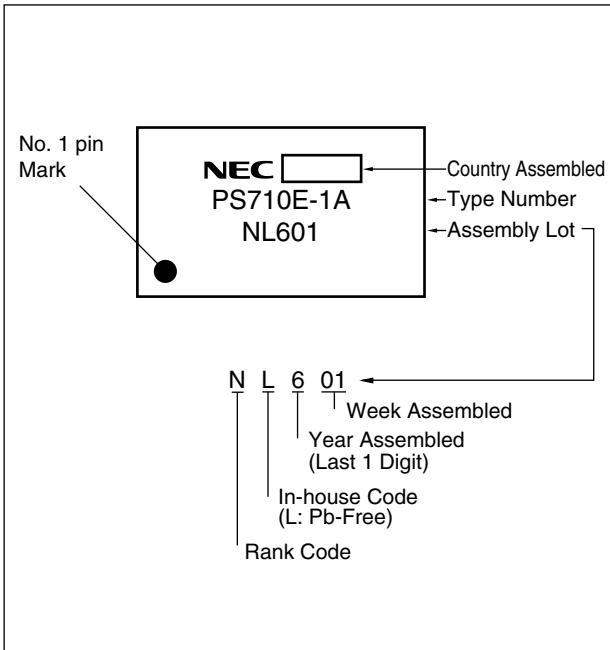 No. 1 pin
Mark
NEC
Country Assembled
PS710E-1A
Type Number
NL601
Assembly Lot
N L 6 01
Week Assembled
Year Assembled
(Last 1 Digit)
In-house Code
(L: Pb-Free)
Rank Code